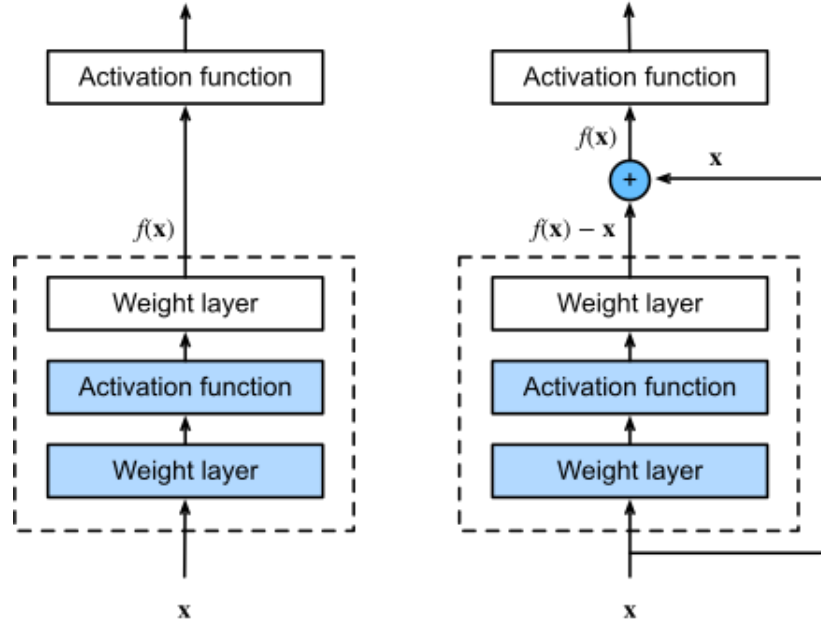 Activation function
f(x)
Weight layer
Activation function
Weight layer
x
Activation function
f(x)
x
+
f(x) − x
Weight layer
Activation function
Weight layer
x